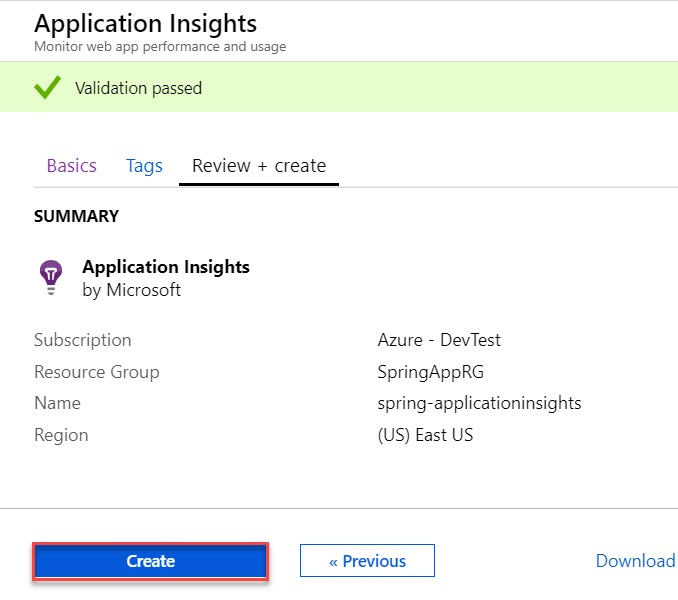 Application Insights
Monitor web app performance and usage
Validation passed
Basics Tags Review + create
SUMMARY
Application Insights
by Microsoft
Subscription Azure - DevTest
Resource Group SpringAppRG
Name spring-applicationinsights
Region (US) East US
Create « Previous Download